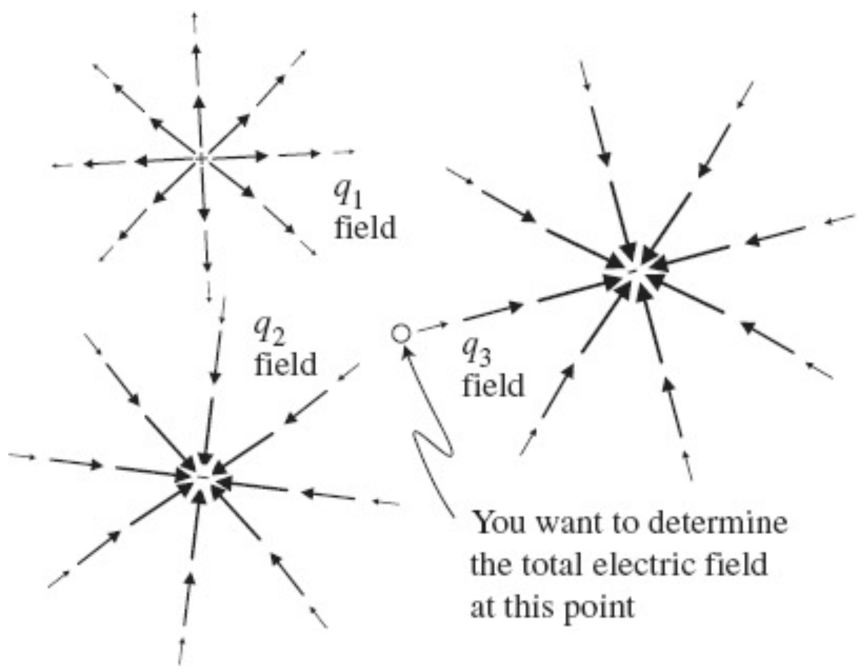 q1
field
q2
field
q3
field
You want to determine
the total electric field
at this point